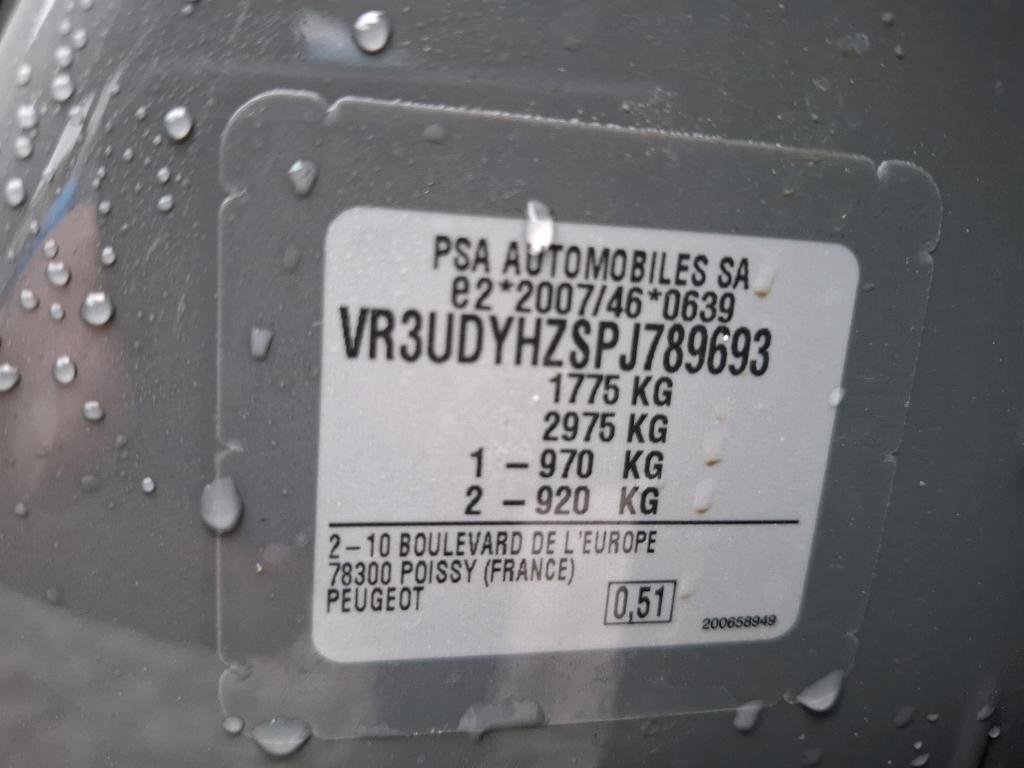 PSA AUTOMOBILES SA
e2*2007/46*0639
VR3UDYHZSPJ789693
1775 KG
2975 KG
1 – 970 KG
2 – 920 KG
2–10 BOULEVARD DE L'EUROPE
78300 POISSY (FRANCE)
PEUGEOT
0,51
200658949